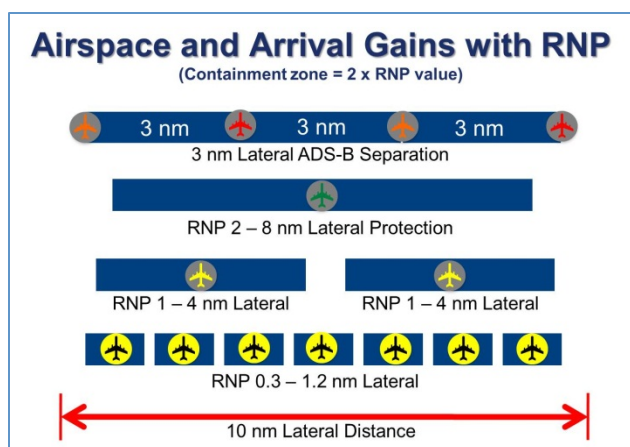 Airspace and Arrival Gains with RNP
(Containment zone = 2 x RNP value)
3 nm 3 nm 3 nm
3 nm Lateral ADS-B Separation
RNP 2 – 8 nm Lateral Protection
RNP 1 – 4 nm Lateral RNP 1 – 4 nm Lateral
RNP 0.3 – 1.2 nm Lateral
10 nm Lateral Distance